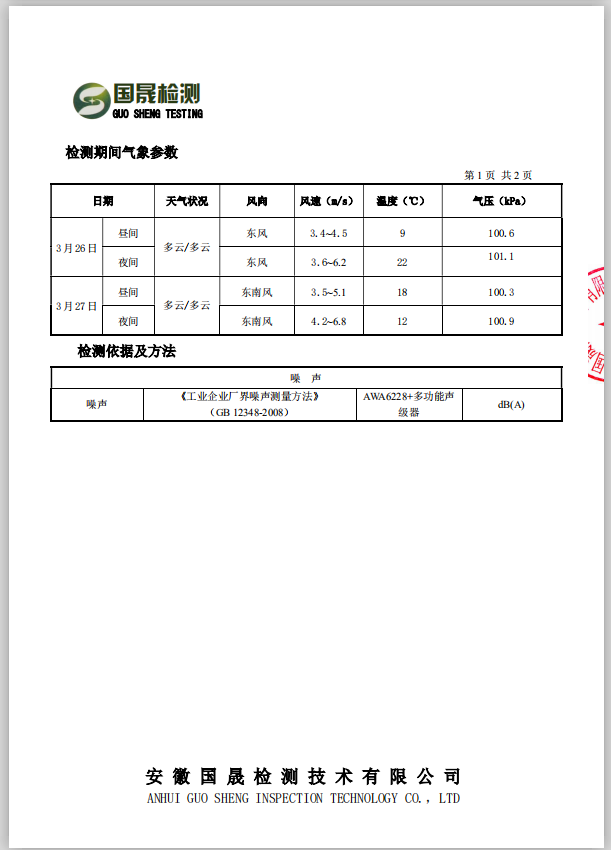 国晟检测
GUO SHENG TESTING
检测期间气象参数
第 1 页 共 2 页
日期 天气状况 风向 风速（m/s） 温度（℃） 气压（kPa）
3 月 26 日 昼间 多云/多云 东风 3.4~4.5 9 100.6
夜间 东风 3.6~6.2 22 101.1
3 月 27 日 昼间 多云/多云 东南风 3.5~5.1 18 100.3
夜间 东南风 4.2~6.8 12 100.9
检测依据及方法
噪 声
噪声 《工业企业厂界噪声测量方法》 AWA6228+多功能声 dB(A)
（GB 12348-2008） 级器
安徽国晟检测技术有限公司
ANHUI GUO SHENG INSPECTION TECHNOLOGY CO.，LTD